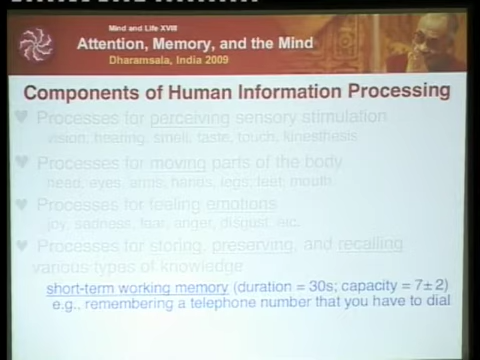 Mind and Life XVIII
Attention, Memory, and the Mind
Dharamsala, India 2009
Components of Human Information Processing
Processes for perceiving sensory stimulation
vision, hearing, smell, taste, touch, kinesthesis
Processes for moving parts of the body
head, eyes, arms, hands, legs, feet, mouth
Processes for feeling emotions
joy, sadness, fear, anger, disgust, etc.
Processes for storing, preserving, and recalling
various types of knowledge
short-term working memory (duration = 30s; capacity = 7± 2)
e.g., remembering a telephone number that you have to dial